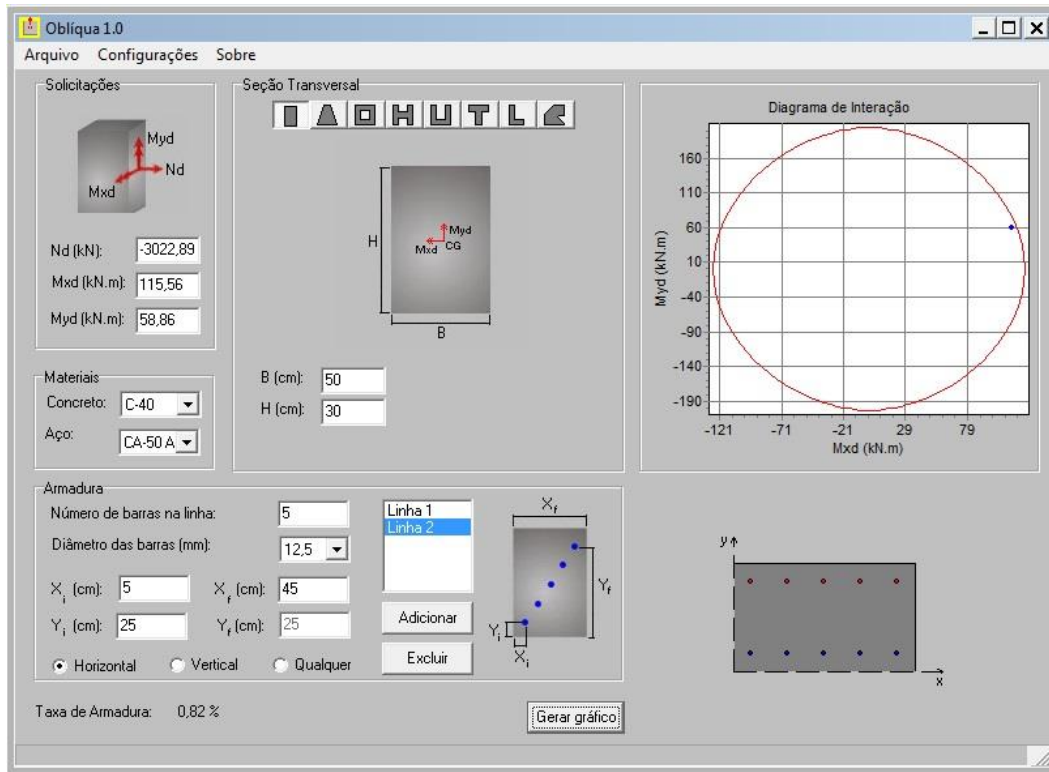 Oblíqua 1.0
Arquivo Configurações Sobre
Solicitações
Myd
Nd
Mxd
Nd (kN): -3022,89
Mxd (kN.m): 115,56
Myd (kN.m): 58,86
Materiais
Concreto: C-40
Aço: CA-50 A
Seção Transversal
H
Myd
Mxd CG
B
B (cm): 50
H (cm): 30
Diagrama de Interação
Myd (kN.m)
160
110
60
10
-40
-90
-140
-190
-121 -71 -21 29 79
Mxd (kN.m)
Armadura
Número de barras na linha: 5
Diâmetro das barras (mm): 12,5
Xi (cm): 5 Xf (cm): 45
Yi (cm): 25 Yf (cm): 25
Horizontal Vertical Qualquer
Linha 1
Linha 2
Adicionar
Excluir
Xf
Yf
Yi
Xi
y
x
Taxa de Armadura: 0,82 %
Gerar gráfico